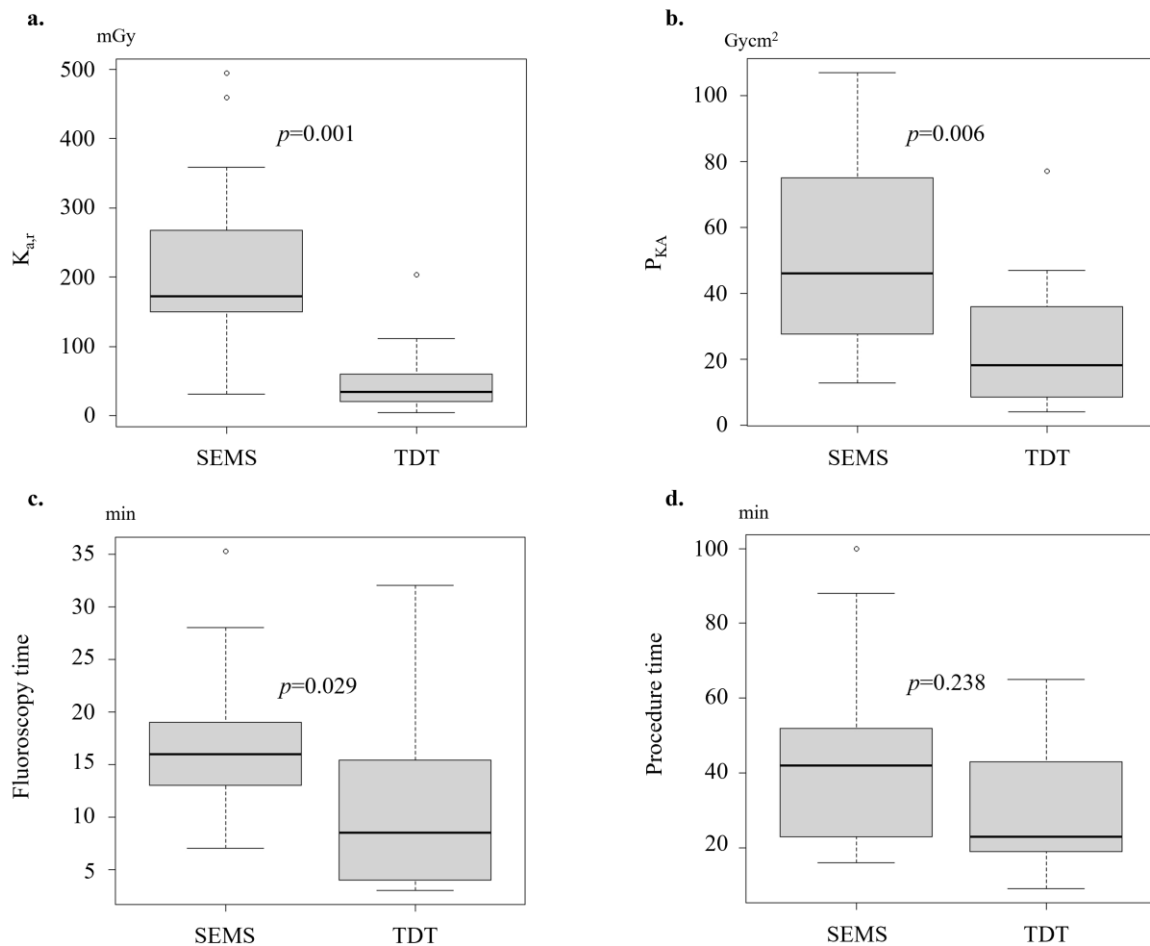 a.
mGy
500
400
300
200
100
0
K_a,r
p=0.001
SEMS TDT
b.
Gycm²
100
80
60
40
20
0
P_KA
p=0.006
SEMS TDT
c.
min
35
30
25
20
15
10
5
Fluoroscopy time
p=0.029
SEMS TDT
d.
min
100
80
60
40
20
Procedure time
p=0.238
SEMS TDT